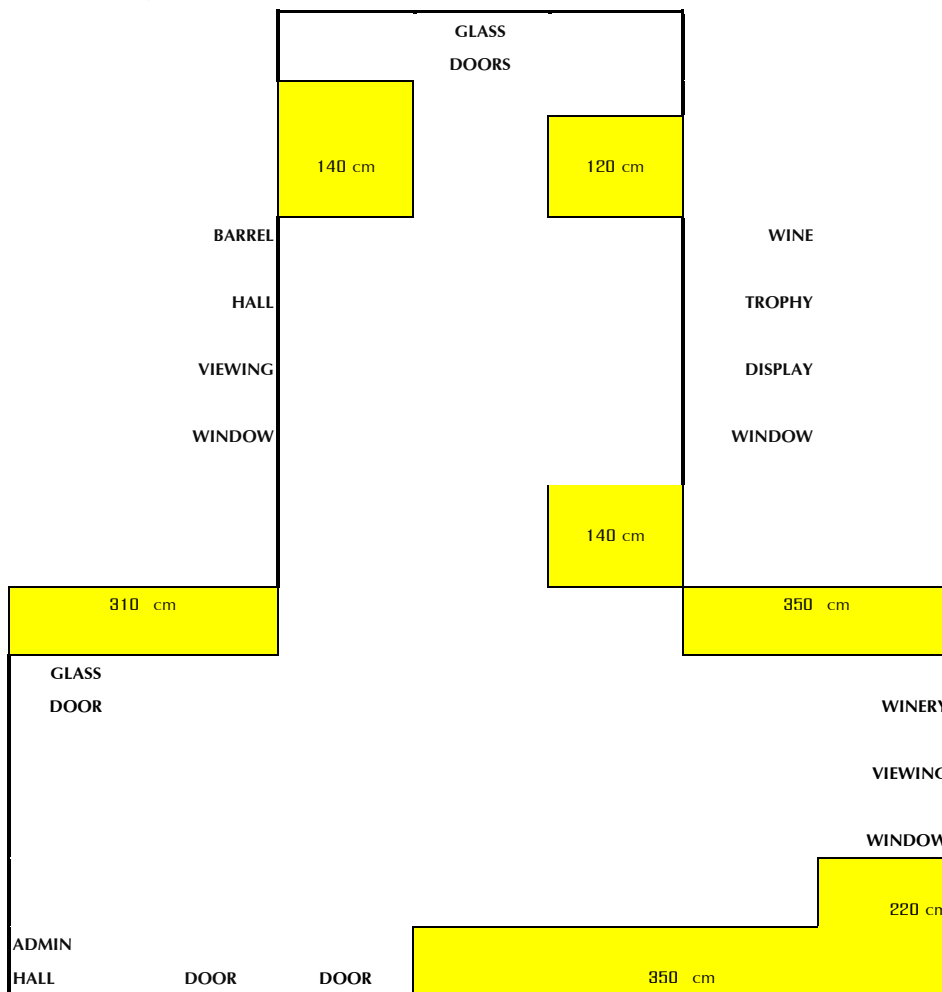 GLASS
DOORS
140 cm
120 cm
BARREL
WINE
HALL
TROPHY
VIEWING
DISPLAY
WINDOW
WINDOW
140 cm
310 cm
350 cm
GLASS
DOOR
WINERY
VIEWING
WINDOW
220 cm
ADMIN
HALL
DOOR
DOOR
350 cm